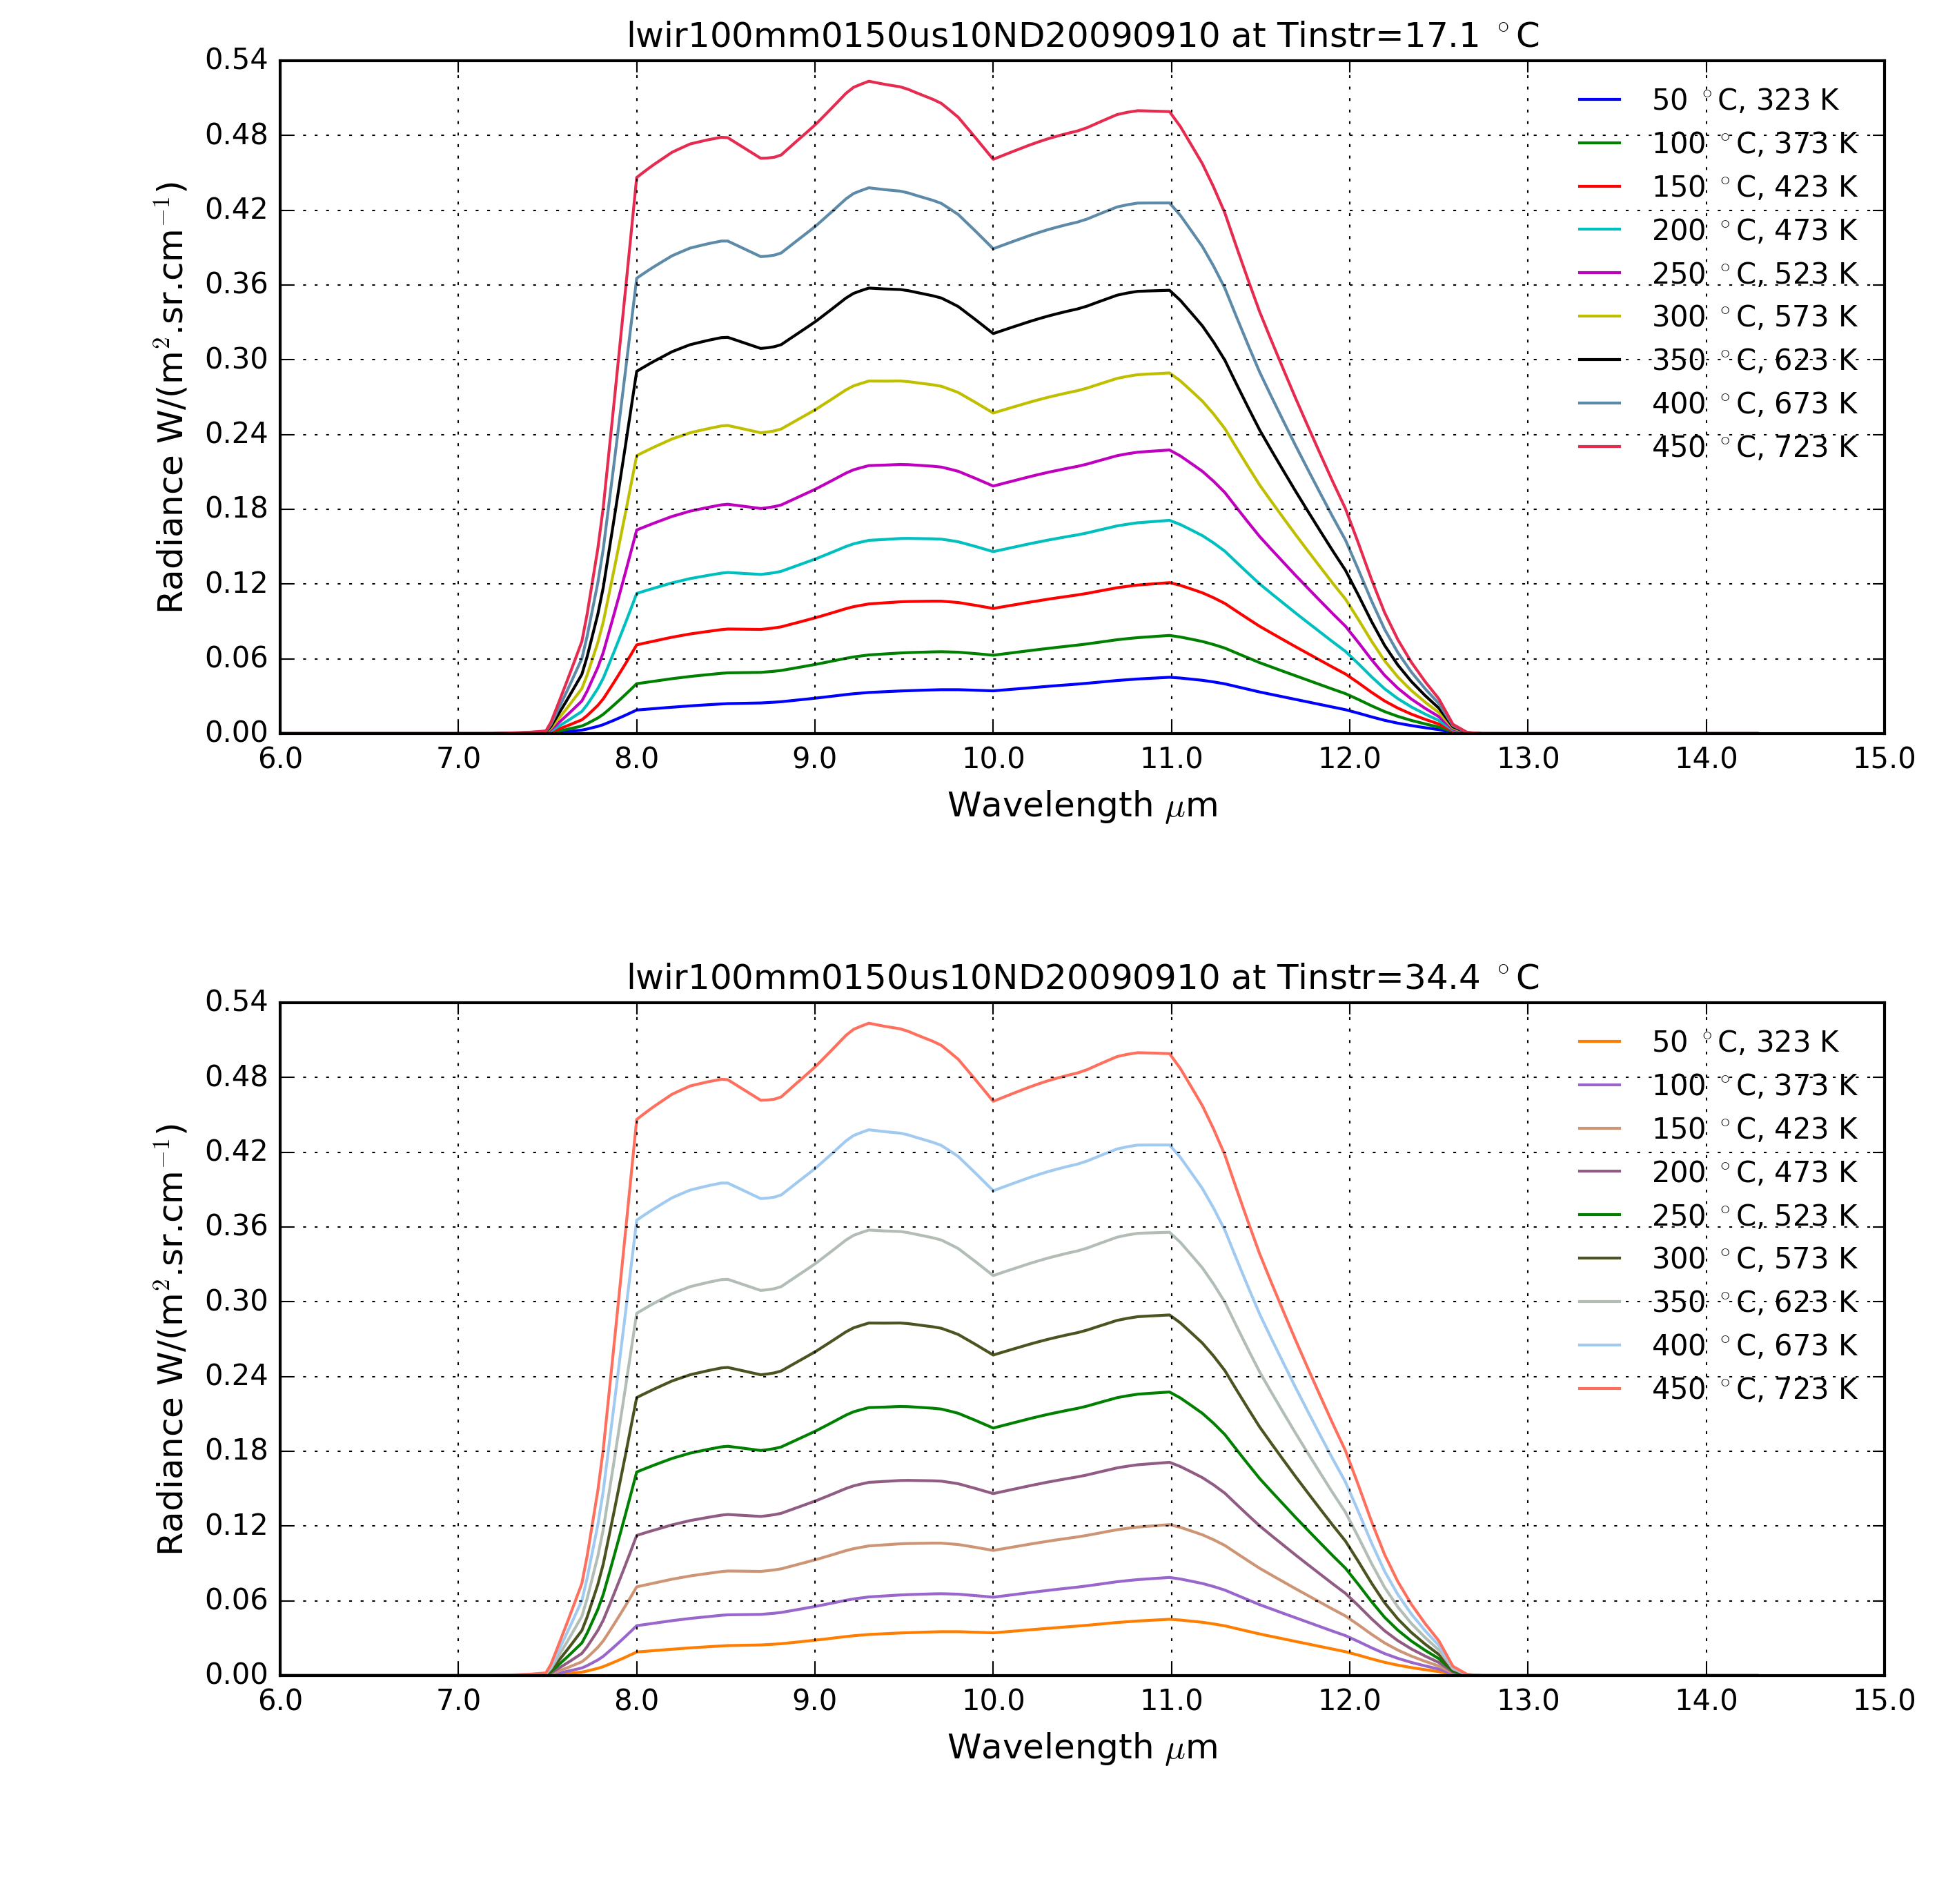 lwir100mm0150us10ND20090910 at Tinstr=17.1 °C
0.54
0.48
0.42
0.36
0.30
0.24
0.18
0.12
0.06
0.00
Radiance W/(m².sr.cm⁻¹)
50 °C, 323 K
100 °C, 373 K
150 °C, 423 K
200 °C, 473 K
250 °C, 523 K
300 °C, 573 K
350 °C, 623 K
400 °C, 673 K
450 °C, 723 K
6.0 7.0 8.0 9.0 10.0 11.0 12.0 13.0 14.0 15.0
Wavelength μm
lwir100mm0150us10ND20090910 at Tinstr=34.4 °C
0.54
0.48
0.42
0.36
0.30
0.24
0.18
0.12
0.06
0.00
Radiance W/(m².sr.cm⁻¹)
50 °C, 323 K
100 °C, 373 K
150 °C, 423 K
200 °C, 473 K
250 °C, 523 K
300 °C, 573 K
350 °C, 623 K
400 °C, 673 K
450 °C, 723 K
6.0 7.0 8.0 9.0 10.0 11.0 12.0 13.0 14.0 15.0
Wavelength μm